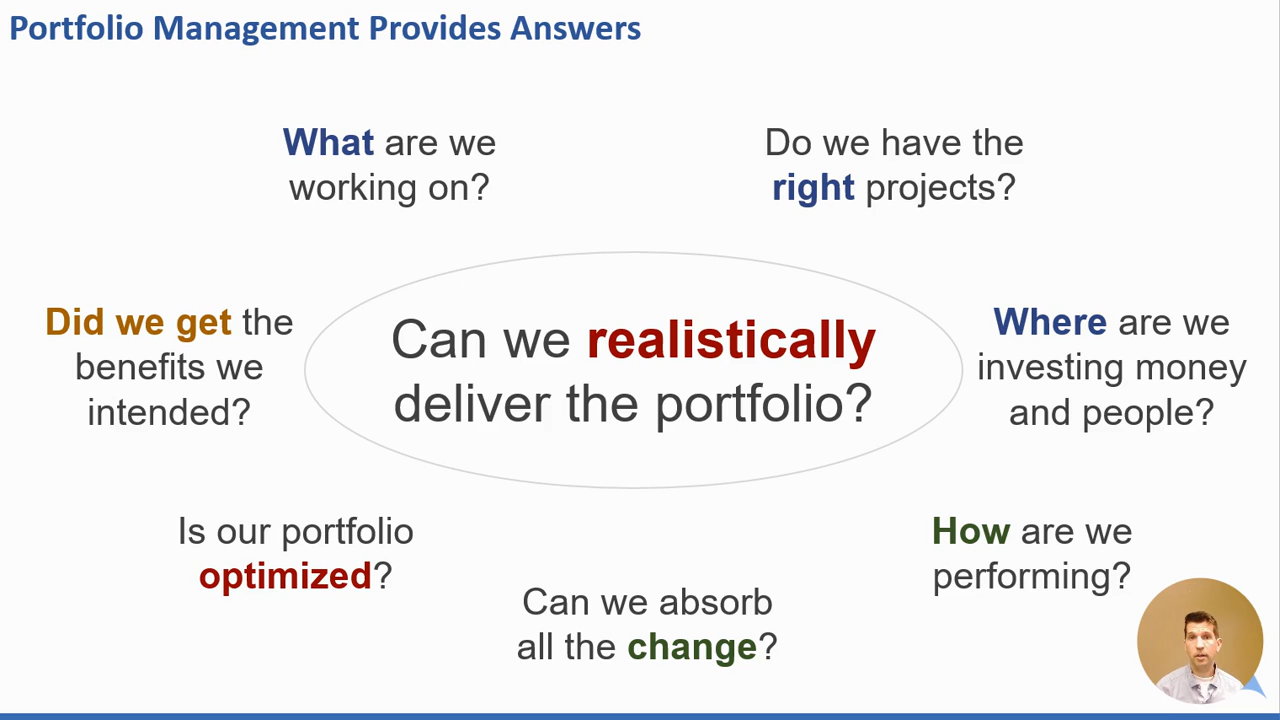 Portfolio Management Provides Answers
What are we
working on?
Do we have the
right projects?
Did we get the
benefits we
intended?
Can we realistically
deliver the portfolio?
Where are we
investing money
and people?
Is our portfolio
optimized?
Can we absorb
all the change?
How are we
performing?